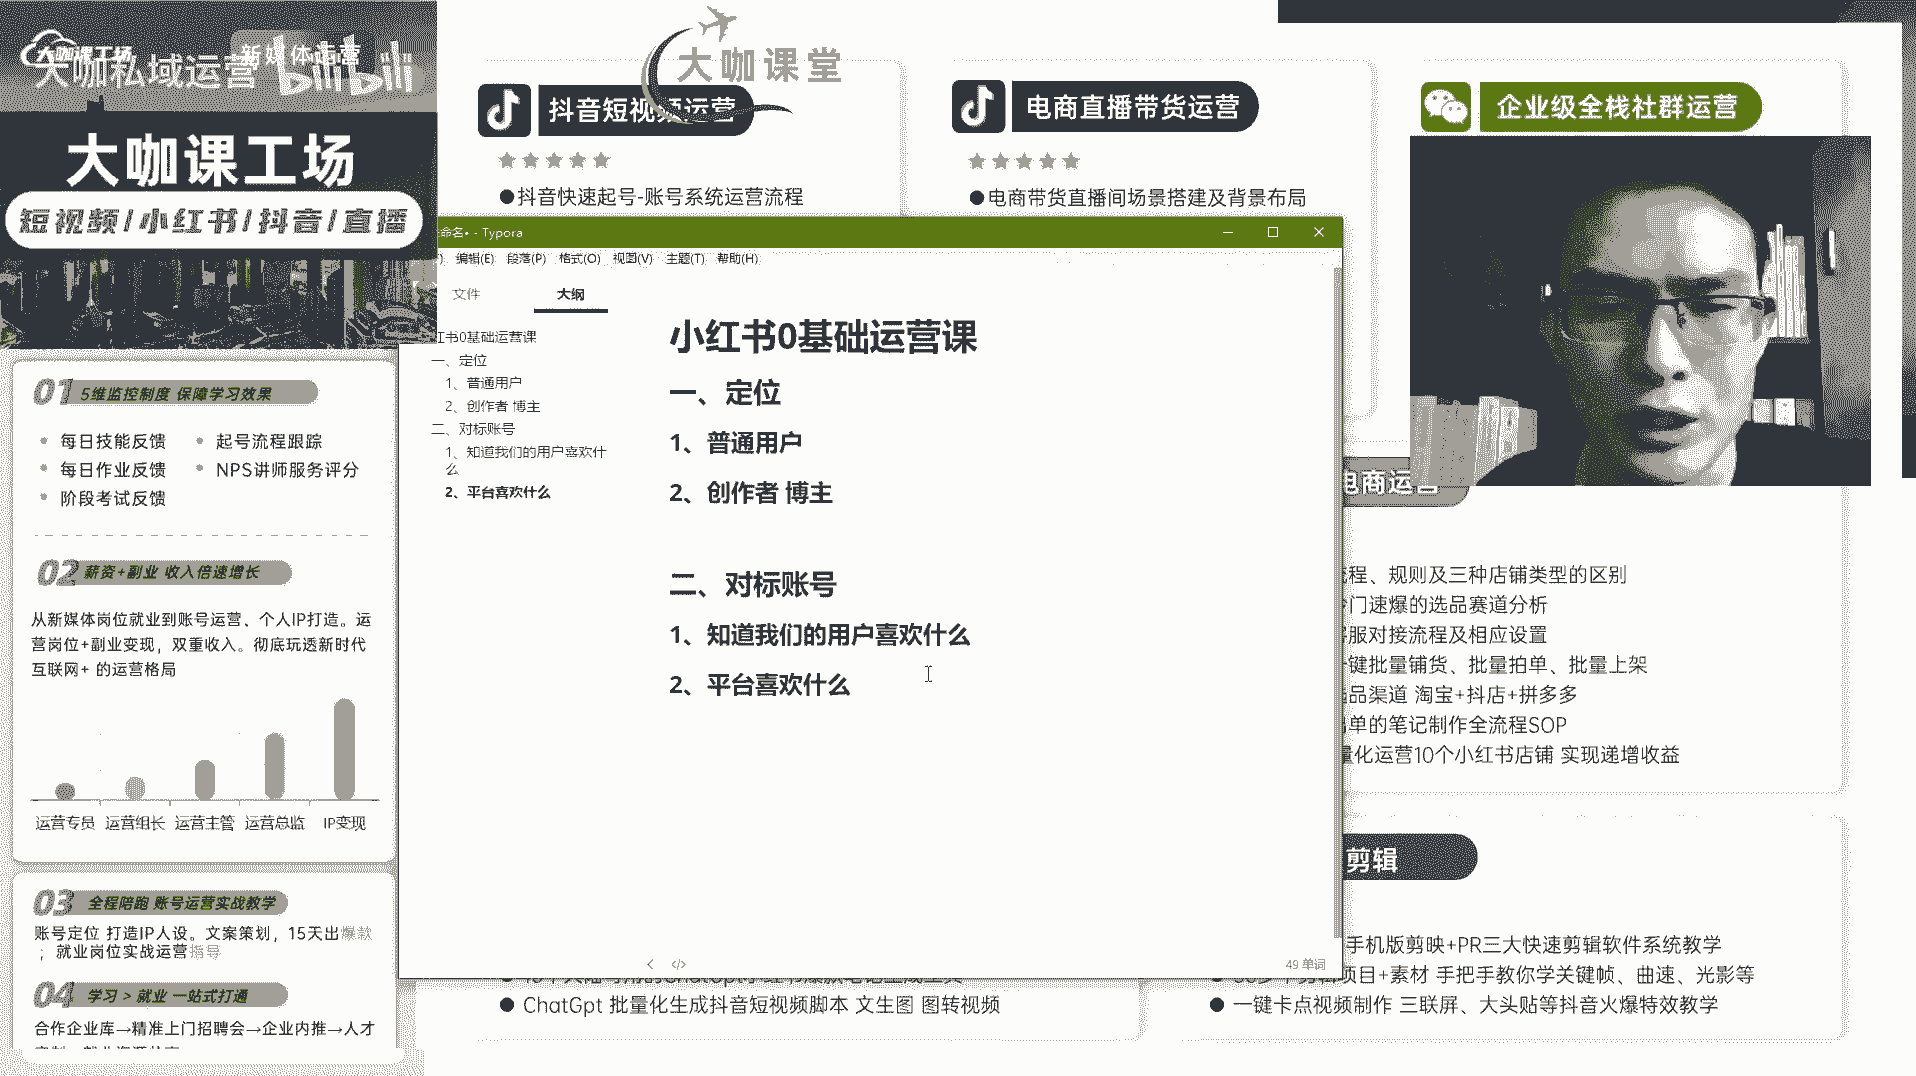 大咖私域运营
新媒体运营
bilibili
大咖课工场
短视频/小红书/抖音/直播
01 5维监控制度 保障学习效果
每日技能反馈
起号流程跟踪
每日作业反馈
NPS讲师服务评分
阶段考试反馈
02 薪资+副业 收入倍速增长
从新媒体岗位就业到账号运营、个人IP打造。运
营岗位+副业变现，双重收入。彻底玩透新时代
互联网+ 的运营格局
运营专员 运营组长 运营主管 运营总监 IP变现
03 全程陪跑 账号运营实战教学
账号定位 打造IP人设。文案策划，15天出爆款
；就业岗位实战运营指导
04 学习 > 就业 一站式打通
合作企业库→精准上门招聘会→企业内推→人才
大咖课堂
抖音短视频运营
●抖音快速起号-账号系统运营流程
电商直播带货运营
●电商带货直播间场景搭建及背景布局
企业级全栈社群运营
命名• - Typora
编辑(E) 段落(P) 格式(O) 视图(V) 主题(T) 帮助(H)
文件 大纲
红书0基础运营课
一、定位
1、普通用户
2、创作者 博主
二、对标账号
1、知道我们的用户喜欢什
么
2、平台喜欢什么
小红书0基础运营课
一、定位
1、普通用户
2、创作者 博主
二、对标账号
1、知道我们的用户喜欢什么
2、平台喜欢什么
</>
49 单词
电商运营
流程、规则及三种店铺类型的区别
门速爆的选品赛道分析
客服对接流程及相应设置
一键批量铺货、批量拍单、批量上架
选品渠道 淘宝+抖店+拼多多
出单的笔记制作全流程SOP
量化运营10个小红书店铺 实现递增收益
剪辑
手机版剪映+PR三大快速剪辑软件系统教学
项目+素材 手把手教你学关键帧、曲速、光影等
● 一键卡点视频制作 三联屏、大头贴等抖音火爆特效教学
● ChatGpt 批量化生成抖音短视频脚本 文生图 图转视频